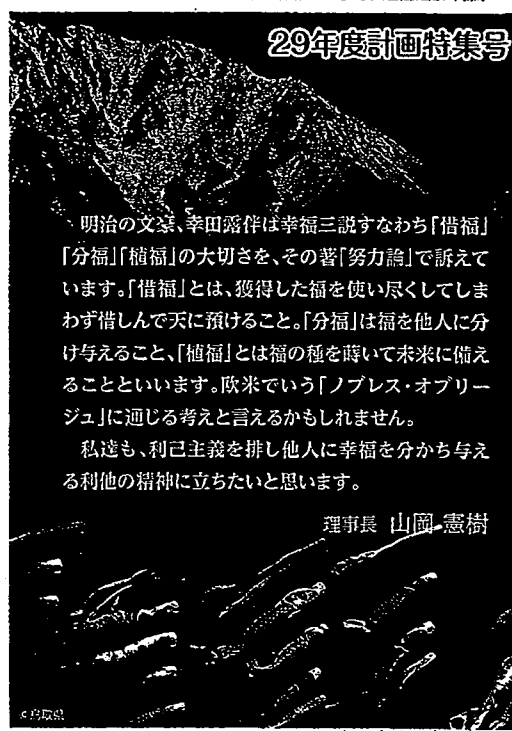 29年度計画特集号
明治の文豪、幸田露伴は幸福三説すなわち「惜福」
「分福」「植福」の大切さを、その著「努力論」で訴えて
います。「惜福」とは、獲得した福を使い尽くしてしま
わず惜しんで天に預けること。「分福」は福を他人に分
け与えること、「植福」とは福の種を蒔いて未来に備え
ることといいます。欧米でいう「ノブレス・オブリー
ジュ」に通じる考えと言えるかもしれません。
私達も、利己主義を排し他人に幸福を分かち与え
る利他の精神に立ちたいと思います。
理事長 山岡 憲樹
鳥取県